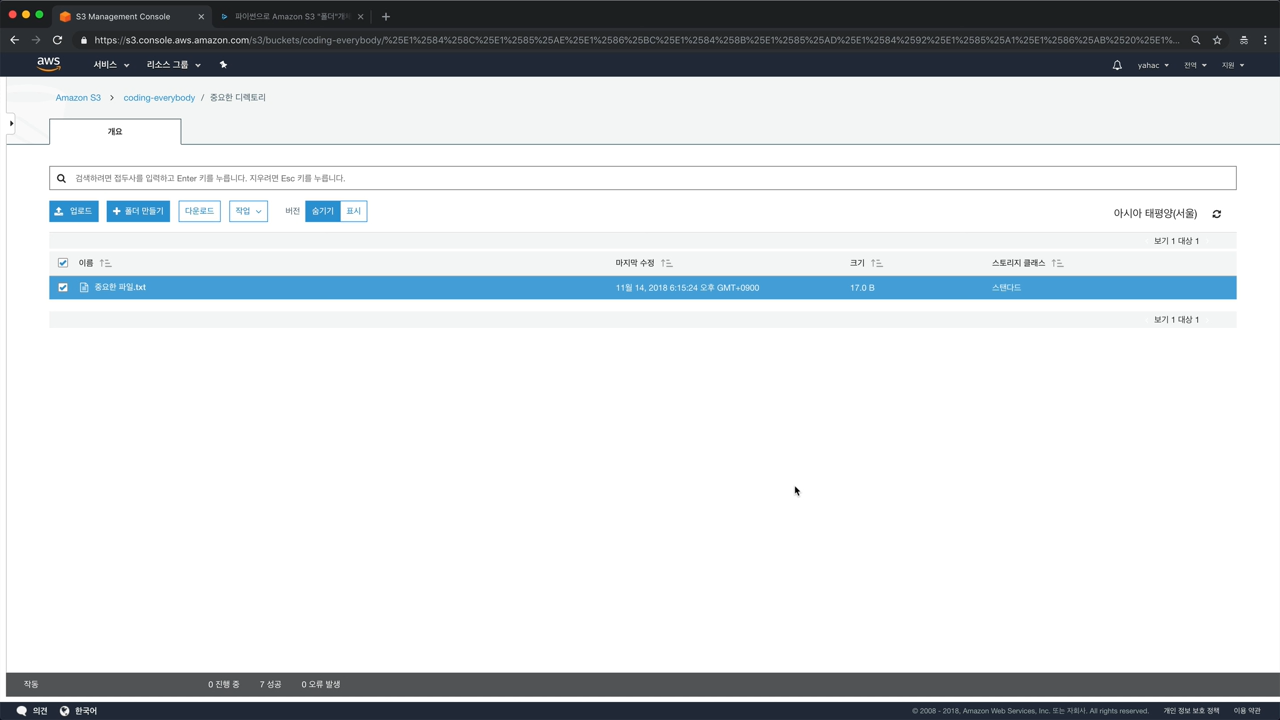 S3 Management Console
파이썬으로 Amazon S3 "폴더"개
https://s3.console.aws.amazon.com/s3/buckets/coding-everybody/%25E1%2584%258C%25E1%2585%25AE%25E1%2586%25BC%25E1%2584%258B%25E1%2585%25AD%25E1%2584%2592%25E1%2585%25A1%25E1%2586%25AB%2520%25E1%...
aws 서비스 리소스 그룹 yahac 전역 지원
Amazon S3 > coding-everybody / 중요한 디렉토리
개요
검색하려면 접두사를 입력하고 Enter 키를 누릅니다. 지우려면 Esc 키를 누릅니다.
업로드 + 폴더 만들기 다운로드 작업 버전 숨기기 표시 아시아 태평양(서울)
보기 1 대상 1
이름 마지막 수정 크기 스토리지 클래스
중요한 파일.txt 11월 14, 2018 6:15:24 오후 GMT+0900 17.0 B 스탠다드
보기 1 대상 1
작동 0 진행 중 7 성공 0 오류 발생
의견 한국어 © 2008 - 2018, Amazon Web Services, Inc. 또는 자회사. All rights reserved. 개인 정보 보호 정책 이용 약관